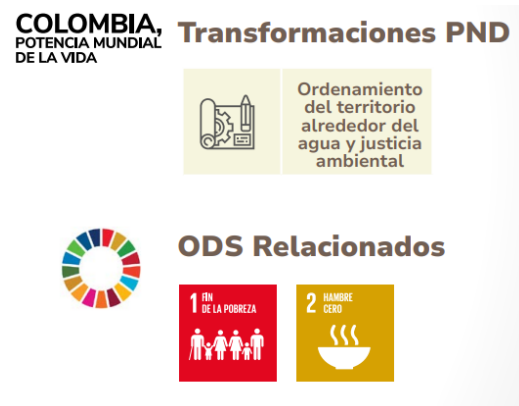 COLOMBIA,
POTENCIA MUNDIAL
DE LA VIDA
Transformaciones PND
Ordenamiento
del territorio
alrededor del
agua y justicia
ambiental
ODS Relacionados
1 FIN
DE LA POBREZA
2 HAMBRE
CERO